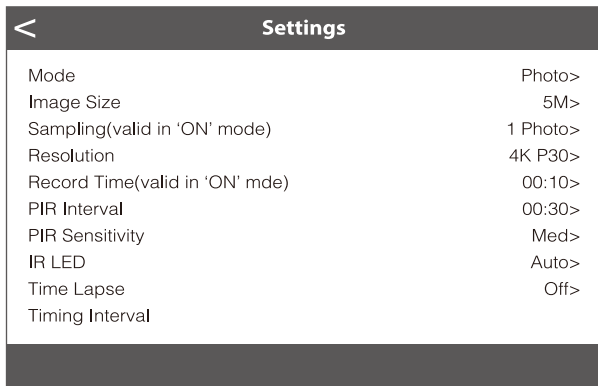 < Settings
Mode Photo>
Image Size 5M>
Sampling(valid in ‘ON’ mode) 1 Photo>
Resolution 4K P30>
Record Time(valid in ‘ON’ mde) 00:10>
PIR Interval 00:30>
PIR Sensitivity Med>
IR LED Auto>
Time Lapse Off>
Timing Interval